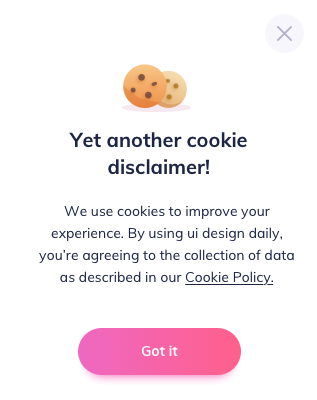 Yet another cookie
disclaimer!
We use cookies to improve your
experience. By using ui design daily,
you’re agreeing to the collection of data
as described in our Cookie Policy.
Got it